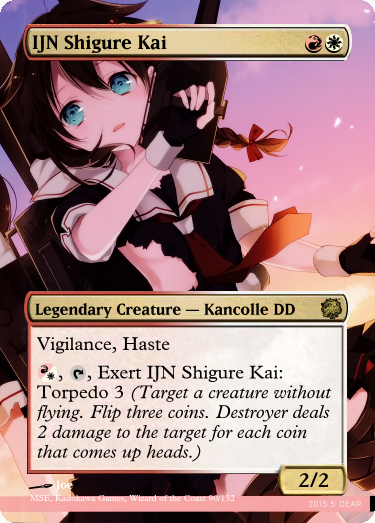 IJN Shigure Kai
Legendary Creature — Kancolle DD
Vigilance, Haste
, , Exert IJN Shigure Kai:
Torpedo 3 (Target a creature without
flying. Flip three coins. Destroyer deals
2 damage to the target for each coin
that comes up heads.)
2/2
Joe
MSE, Kadokawa Games, Wizard of the Coast 90/132
2015.5 DEAR